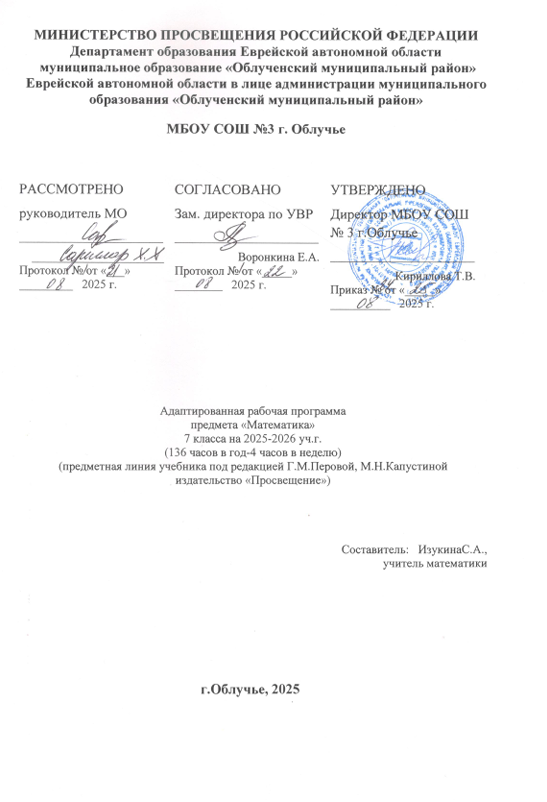 МИНИСТЕРСТВО ПРОСВЕЩЕНИЯ РОССИЙСКОЙ ФЕДЕРАЦИИ
Департамент образования Еврейской автономной области
муниципальное образование «Облученский муниципальный район»
Еврейской автономной области в лице администрации муниципального
образования «Облученский муниципальный район»
МБОУ СОШ №3 г. Облучье
РАССМОТРЕНО
руководитель МО
Протокол № от «21»
08 2025 г.
СОГЛАСОВАНО
Зам. директора по УВР
Воронкина Е.А.
Протокол № от «22»
08 2025 г.
УТВЕРЖДЕНО
Директор МБОУ СОШ
№ 3 г.Облучье
Кириллова Т.В.
Приказ № от « »
08 2025 г.
Адаптированная рабочая программа
предмета «Математика»
7 класса на 2025-2026 уч.г.
(136 часов в год-4 часов в неделю)
(предметная линия учебника под редакцией Г.М.Перовой, М.Н.Капустиной
издательство «Просвещение»)
Составитель: ИзукинаС.А.,
учитель математики
г.Облучье, 2025